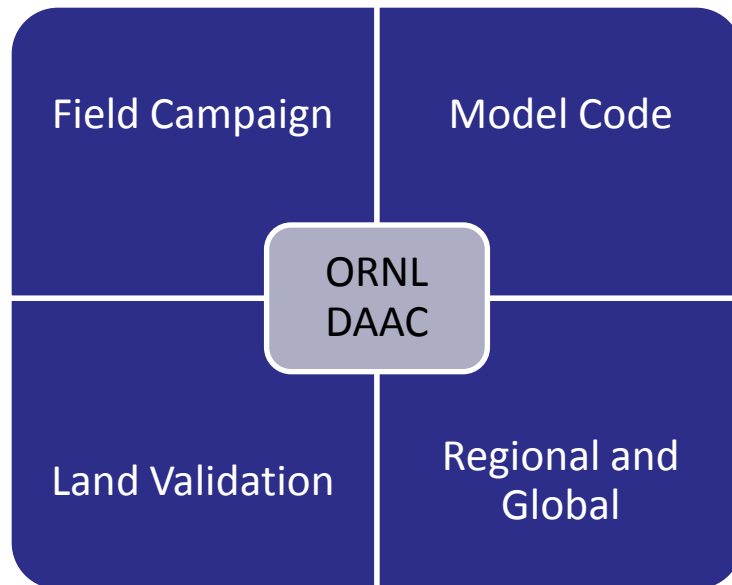 Field Campaign
Model Code
ORNL
DAAC
Land Validation
Regional and
Global